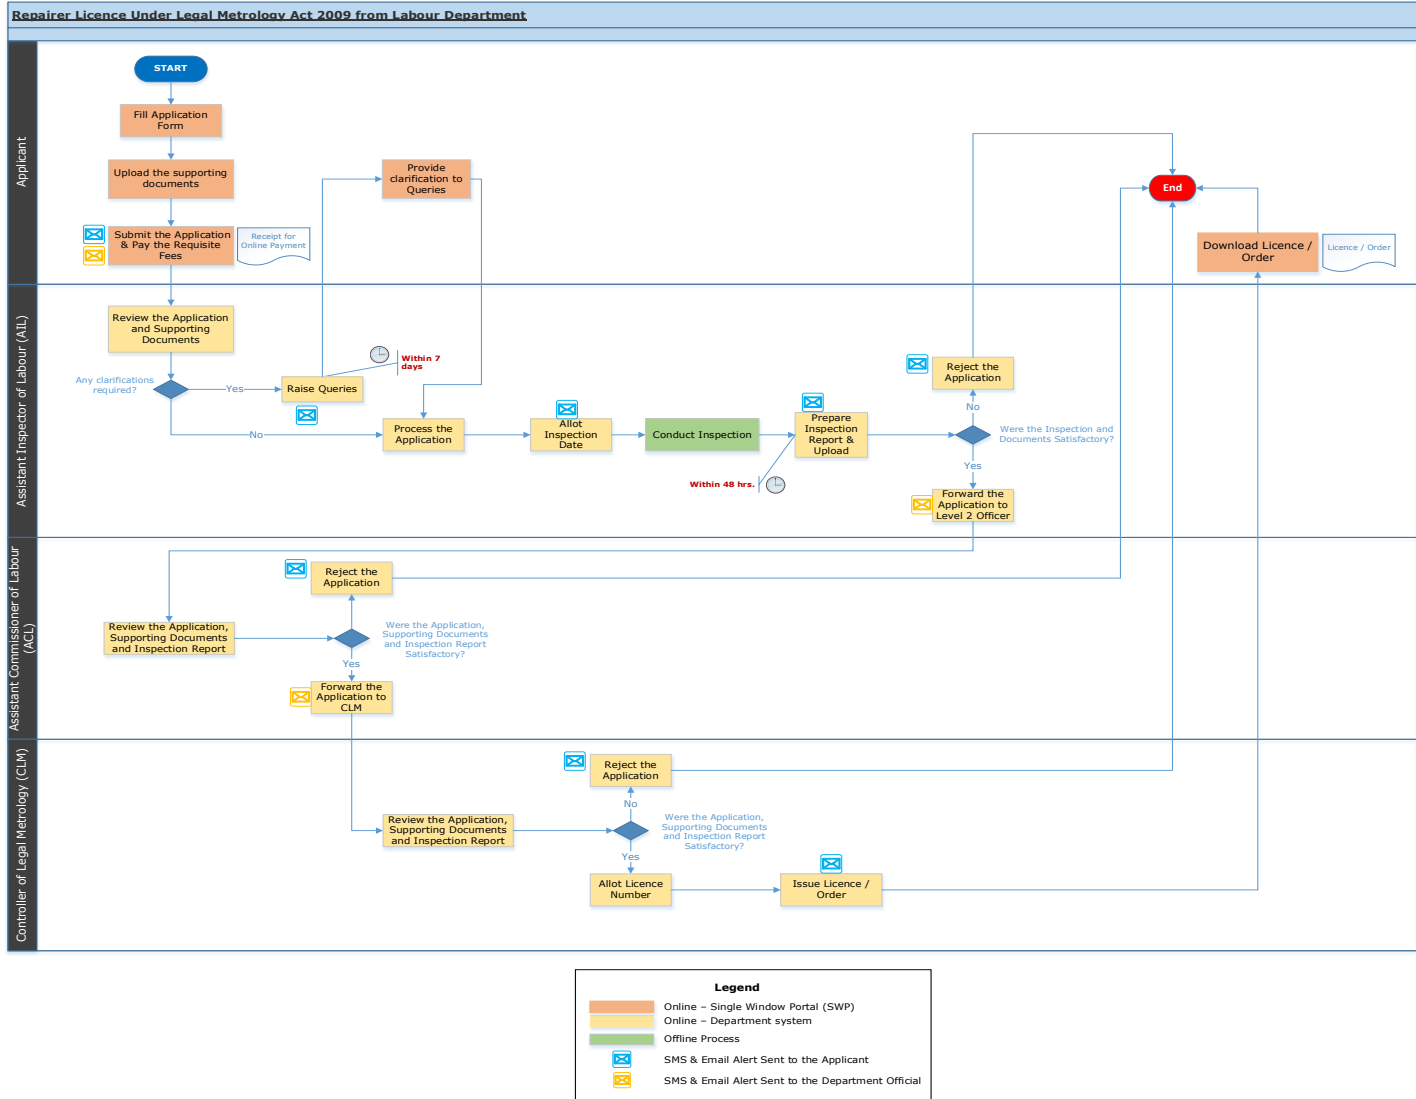 Repairer Licence Under Legal Metrology Act 2009 from Labour Department
Applicant
START
Fill Application
Form
Upload the supporting
documents
Submit the Application
& Pay the Requisite
Fees
Receipt for
Online Payment
Provide
clarification to
Queries
End
Download Licence /
Order
Licence / Order
Assistant Inspector of Labour (AIL)
Review the Application
and Supporting
Documents
Any clarifications
required?
Yes
Raise Queries
Within 7
days
No
Process the
Application
Allot
Inspection
Date
Conduct Inspection
Prepare
Inspection
Report &
Upload
Within 48 hrs.
Reject the
Application
No
Were the Inspection and
Documents Satisfactory?
Yes
Forward the
Application to
Level 2 Officer
Assistant Commissioner of Labour
(ACL)
Reject the
Application
Review the Application,
Supporting Documents
and Inspection Report
Were the Application,
Supporting Documents
and Inspection Report
Satisfactory?
Yes
Forward the
Application to
CLM
Controller of Legal Metrology (CLM)
Reject the
Application
No
Review the Application,
Supporting Documents
and Inspection Report
Were the Application,
Supporting Documents
and Inspection Report
Satisfactory?
Yes
Allot Licence
Number
Issue Licence /
Order
Legend
Online – Single Window Portal (SWP)
Online – Department system
Offline Process
SMS & Email Alert Sent to the Applicant
SMS & Email Alert Sent to the Department Official